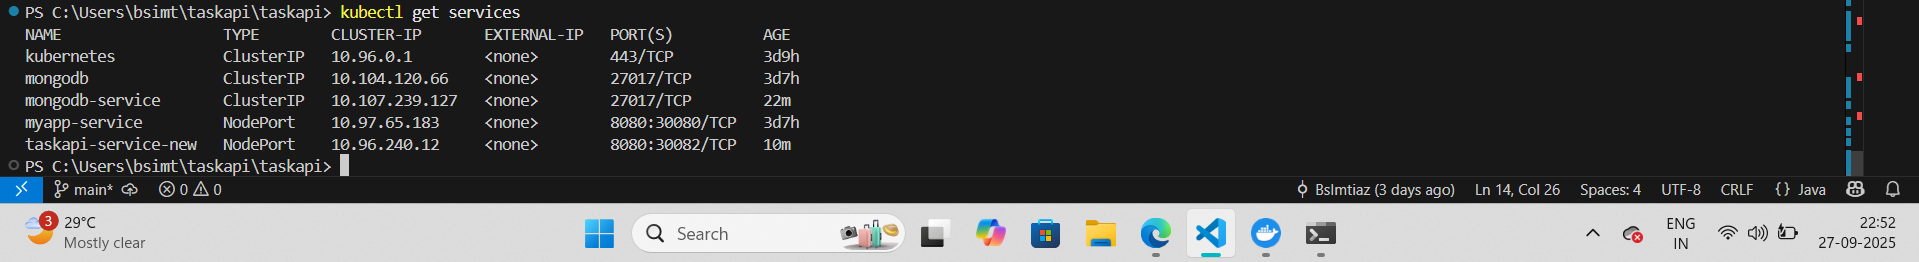 PS C:\Users\bsimt\taskapi\taskapi> kubectl get services
NAME TYPE CLUSTER-IP EXTERNAL-IP PORT(S) AGE
kubernetes ClusterIP 10.96.0.1 <none> 443/TCP 3d9h
mongodb ClusterIP 10.104.120.66 <none> 27017/TCP 3d7h
mongodb-service ClusterIP 10.107.239.127 <none> 27017/TCP 22m
myapp-service NodePort 10.97.65.183 <none> 8080:30080/TCP 3d7h
taskapi-service-new NodePort 10.96.240.12 <none> 8080:30082/TCP 10m
PS C:\Users\bsimt\taskapi\taskapi>
main* 0 0 BsImtiaz (3 days ago) Ln 14, Col 26 Spaces: 4 UTF-8 CRLF {} Java
3 29°C Search ENG 22:52
Mostly clear IN 27-09-2025